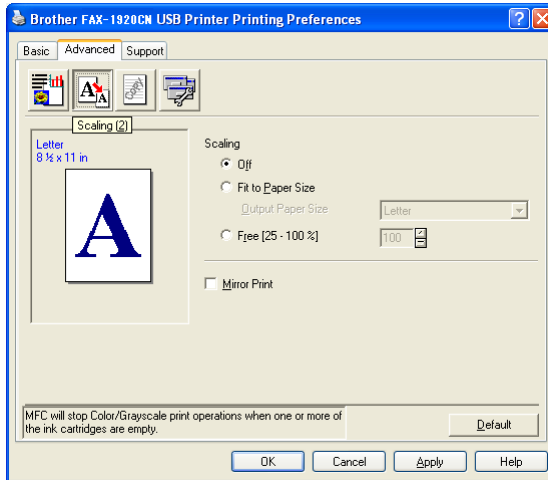 Brother FAX-1920CN USB Printer Printing Preferences
Basic Advanced Support
A A COPY
Scaling (2)
Letter
8 ½ x 11 in
A
Scaling
Off
Fit to Paper Size
Output Paper Size Letter
Free [25 - 100 %] 100
Mirror Print
MFC will stop Color/Grayscale print operations when one or more of
the ink cartridges are empty.
Default
OK Cancel Apply Help